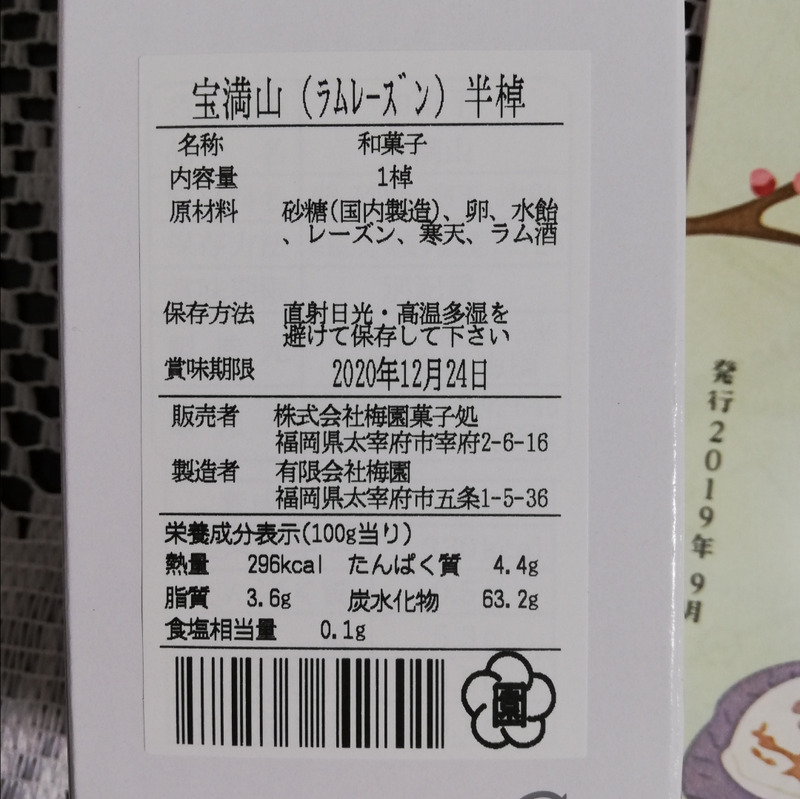 宝満山（ﾗﾑﾚｰｽﾞﾝ）半棹
名称 和菓子
内容量 1棹
原材料 砂糖(国内製造)、卵、水飴
、レーズン、寒天、ラム酒
保存方法 直射日光・高温多湿を
避けて保存して下さい
賞味期限 2020年12月24日
販売者 株式会社梅園菓子処
福岡県太宰府市宰府2-6-16
製造者 有限会社梅園
福岡県太宰府市五条1-5-36
栄養成分表示(100g当り)
熱量 296kcal たんぱく質 4.4g
脂質 3.6g 炭水化物 63.2g
食塩相当量 0.1g
園
発行2019年9月